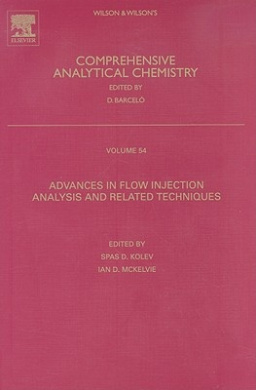 WILSON & WILSON'S
ELSEVIER
COMPREHENSIVE
ANALYTICAL CHEMISTRY
EDITED BY
D. BARCELÓ
VOLUME 54
ADVANCES IN FLOW INJECTION
ANALYSIS AND RELATED TECHNIQUES
EDITED BY
SPAS D. KOLEV
IAN D. MCKELVIE